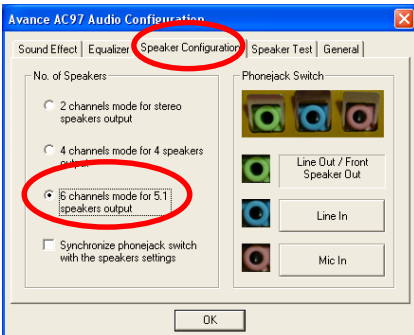 Avance AC97 Audio Configuration
Sound Effect
Equalizer
Speaker Configuration
Speaker Test
General
No. of Speakers
2 channels mode for stereo
speakers output
4 channels mode for 4 speakers
output
6 channels mode for 5.1
speakers output
Synchronize phonejack switch
with the speakers settings
Phonejack Switch
Line Out / Front
Speaker Out
Line In
Mic In
OK